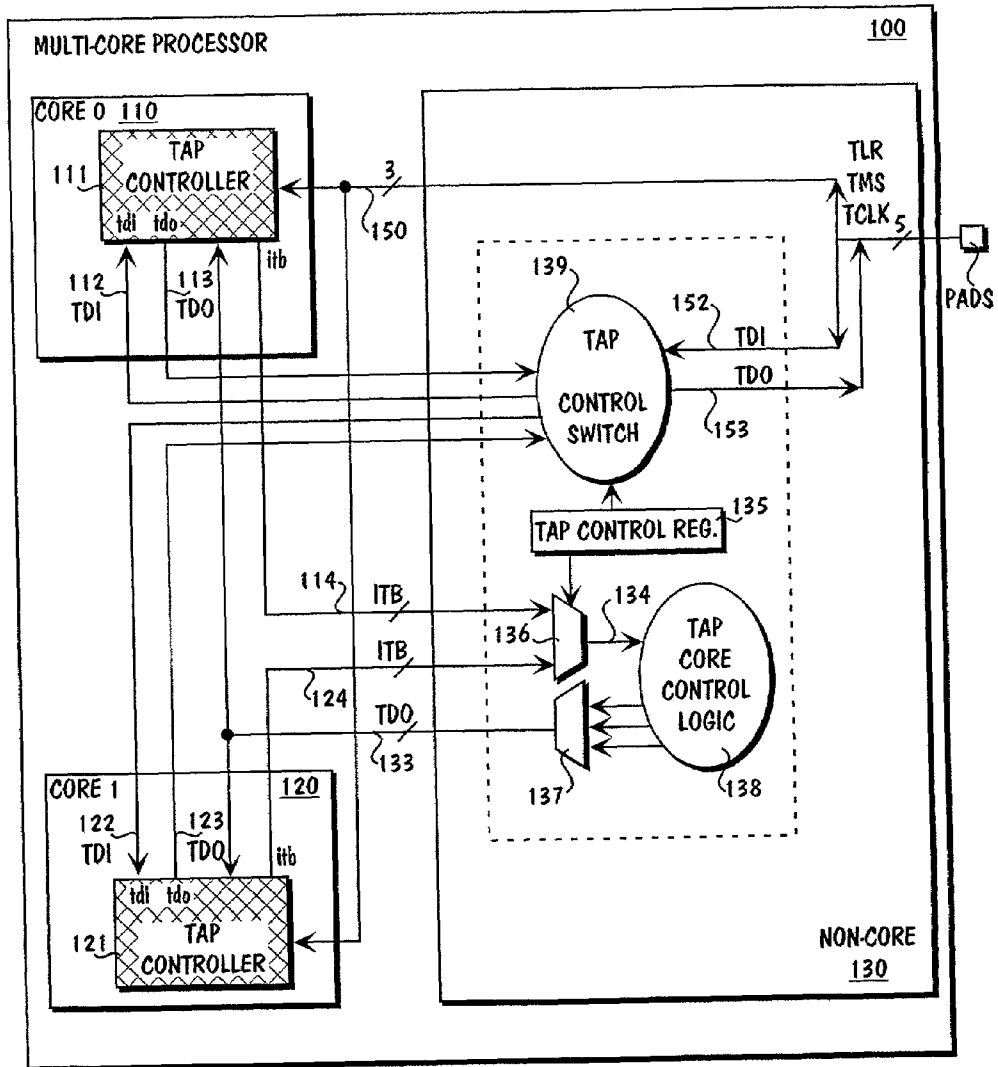 MULTI-CORE PROCESSOR
100
CORE 0 110
TAP
CONTROLLER
111
tdi tdo
itb
112
TDI
113
TDO
3
150
TLR
TMS
TCLK
5
PADS
139
TAP
CONTROL
SWITCH
152
TDI
TDO
153
TAP CONTROL REG.
135
114
ITB
136
134
ITB
124
TAP
CORE
CONTROL
LOGIC
TDO
133
137
138
CORE 1
120
122
TDI
123
TDO
itb
tdi tdo
121
TAP
CONTROLLER
NON-CORE
130